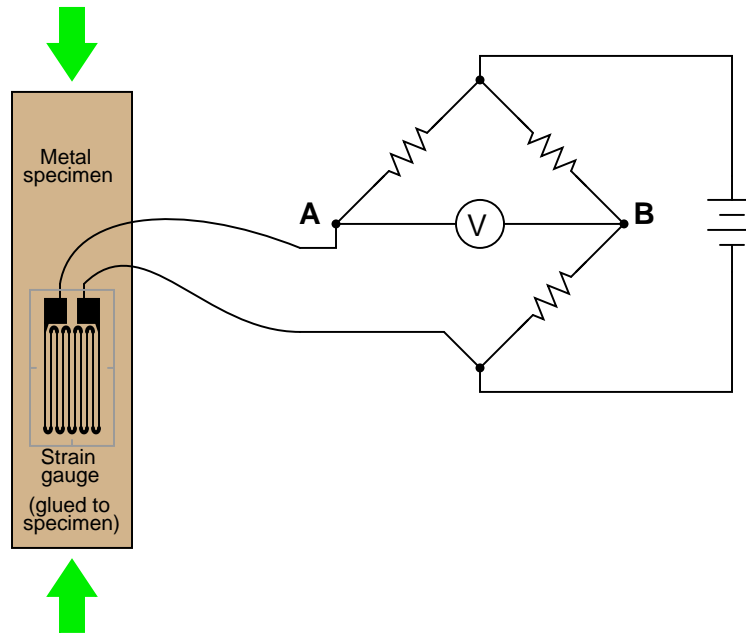 Metal
specimen
A
V
B
Strain
gauge
(glued to
specimen)